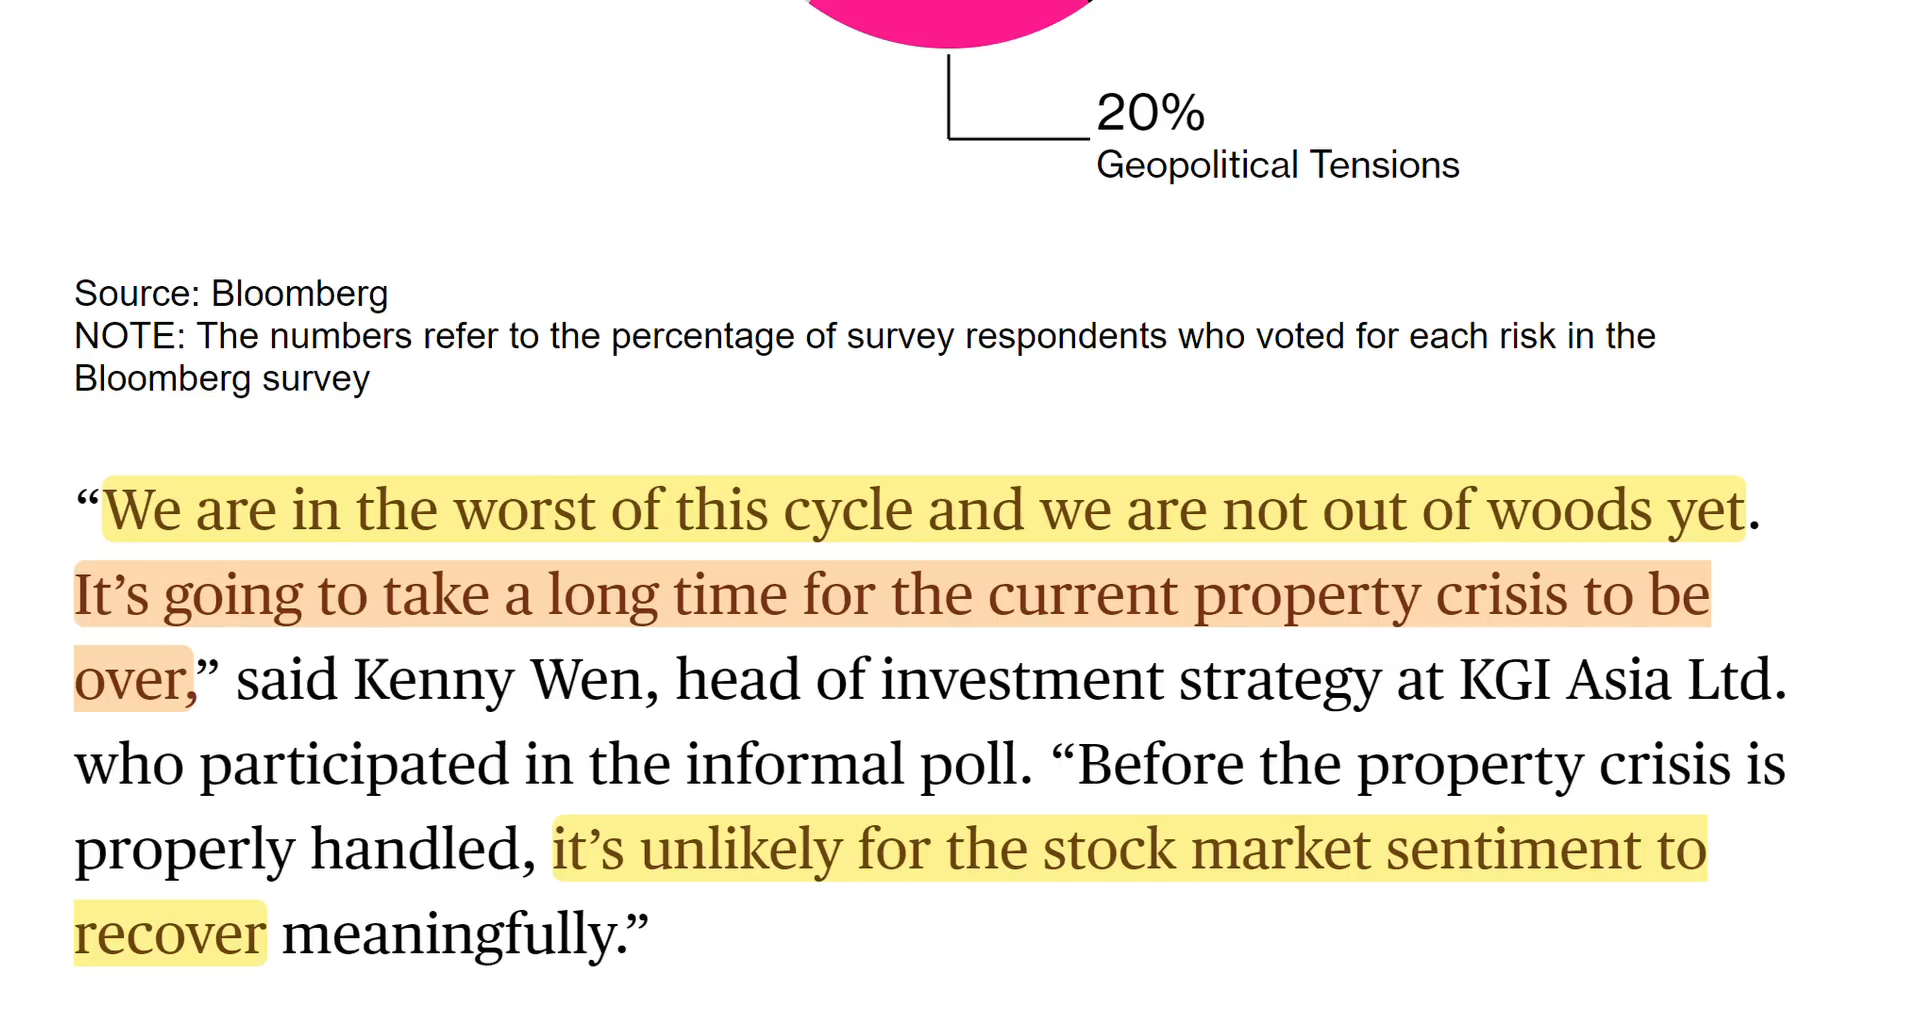 20%
Geopolitical Tensions
Source: Bloomberg
NOTE: The numbers refer to the percentage of survey respondents who voted for each risk in the
Bloomberg survey
“We are in the worst of this cycle and we are not out of woods yet.
It’s going to take a long time for the current property crisis to be
over,” said Kenny Wen, head of investment strategy at KGI Asia Ltd.
who participated in the informal poll. “Before the property crisis is
properly handled, it’s unlikely for the stock market sentiment to
recover meaningfully.”